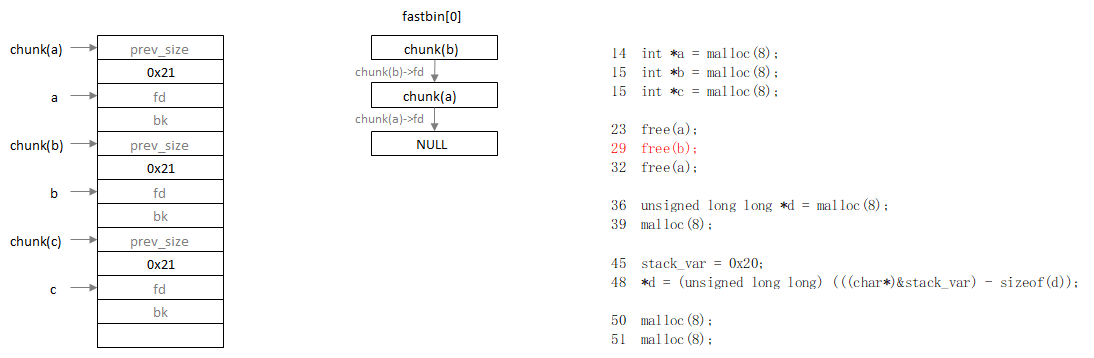 chunk(a)
prev_size
0x21
a
fd
bk
chunk(b)
prev_size
0x21
b
fd
bk
chunk(c)
prev_size
0x21
c
fd
bk
fastbin[0]
chunk(b)
chunk(b)->fd
chunk(a)
chunk(a)->fd
NULL
14 int *a = malloc(8);
15 int *b = malloc(8);
15 int *c = malloc(8);
23 free(a);
29 free(b);
32 free(a);
36 unsigned long long *d = malloc(8);
39 malloc(8);
45 stack_var = 0x20;
48 *d = (unsigned long long) (((char*)&stack_var) - sizeof(d));
50 malloc(8);
51 malloc(8);